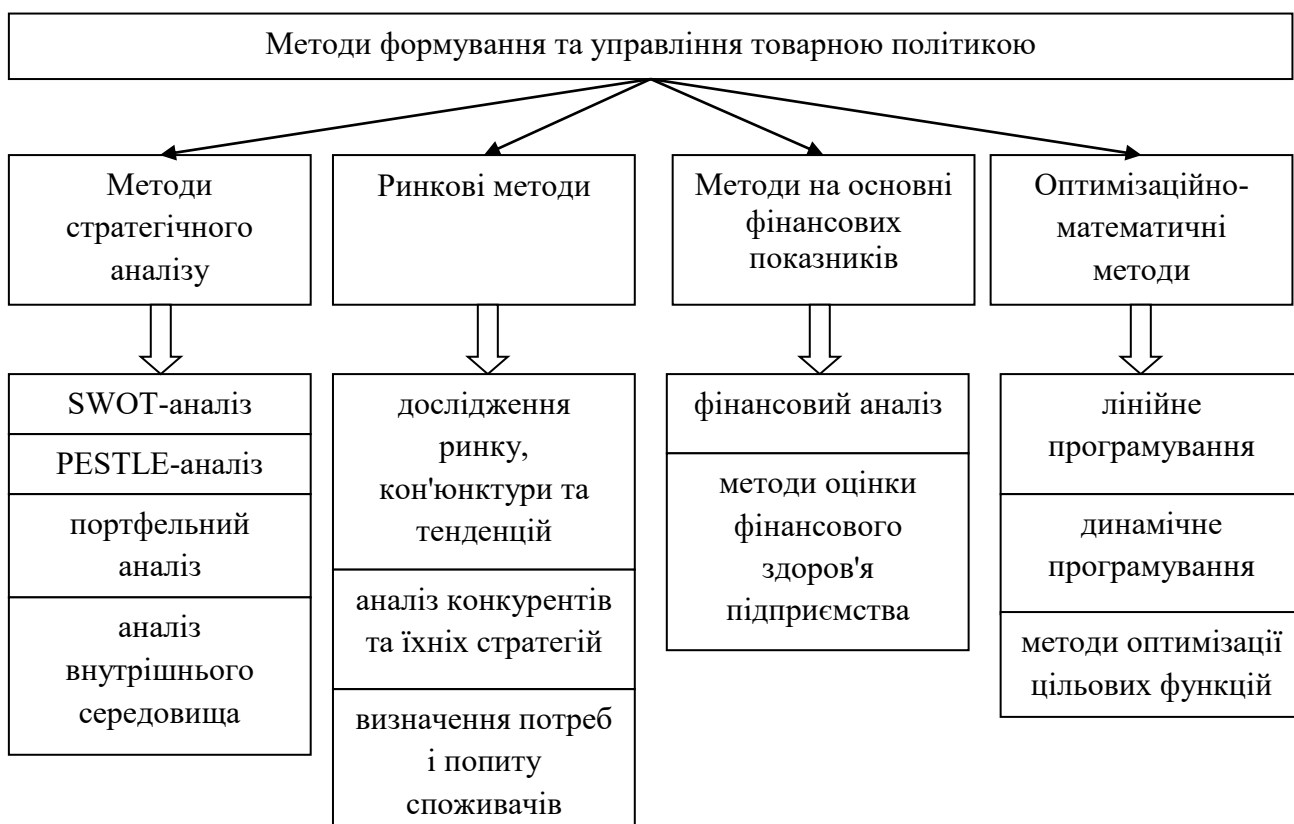 Методи формування та управління товарною політикою
Методи
стратегічного
аналізу
Ринкові методи
Методи на основні
фінансових
показників
Оптимізаційно-
математичні
методи
SWOT-аналіз
PESTLE-аналіз
портфельний
аналіз
аналіз
внутрішнього
середовища
дослідження
ринку,
кон'юнктури та
тенденцій
аналіз конкурентів
та їхніх стратегій
визначення потреб
і попиту
споживачів
фінансовий аналіз
методи оцінки
фінансового
здоров'я
підприємства
лінійне
програмування
динамічне
програмування
методи оптимізації
цільових функцій